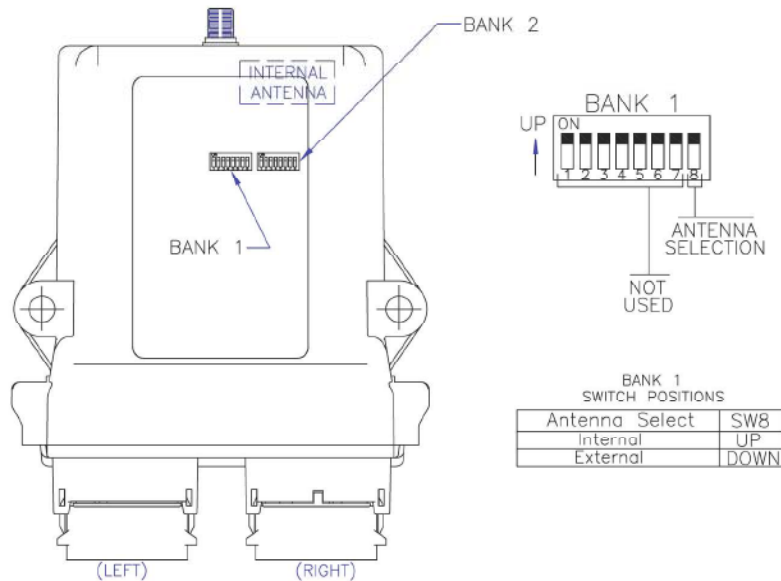 BANK 2
INTERNAL
ANTENNA
BANK 1
(LEFT)
(RIGHT)
BANK 1
UP
ON
1 2 3 4 5 6 7 8
ANTENNA
SELECTION
NOT
USED
BANK 1
SWITCH POSITIONS
Antenna Select SW8
Internal UP
External DOWN